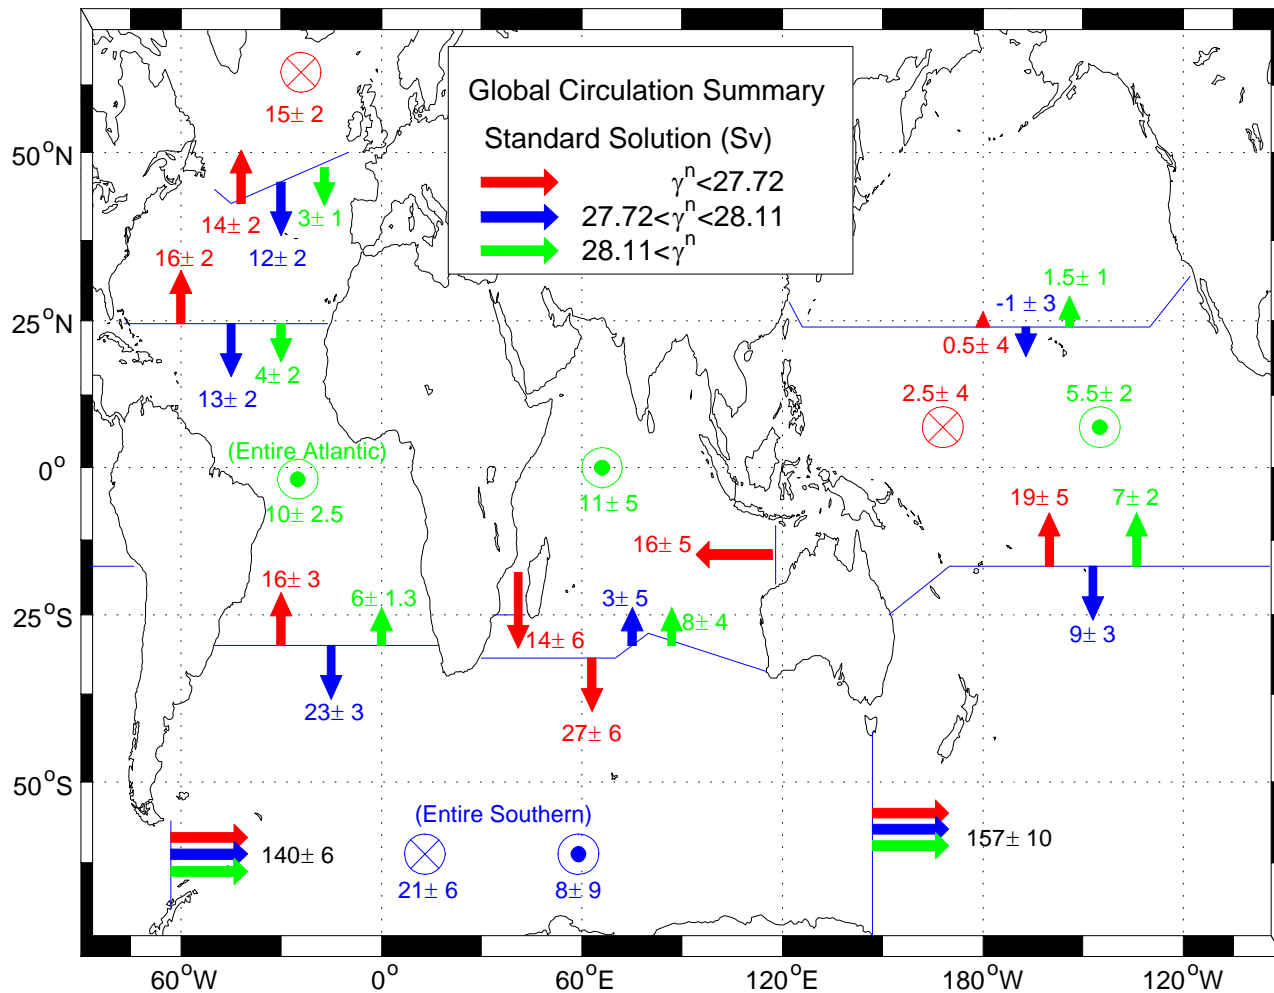 Global Circulation Summary
Standard Solution (Sv)
γⁿ<27.72
27.72<γⁿ<28.11
28.11<γⁿ
15± 2
50°N
14± 2
12± 2
3± 1
16± 2
25°N
13± 2
4± 2
1.5± 1
-1 ± 3
0.5± 4
2.5± 4
5.5± 2
(Entire Atlantic)
0°
10± 2.5
11± 5
19± 5
7± 2
16± 5
16± 3
6± 1.3
3± 5
8± 4
25°S
14± 6
9± 3
23± 3
27± 6
50°S
(Entire Southern)
140± 6
157± 10
21± 6
8± 9
60°W
0°
60°E
120°E
180°W
120°W